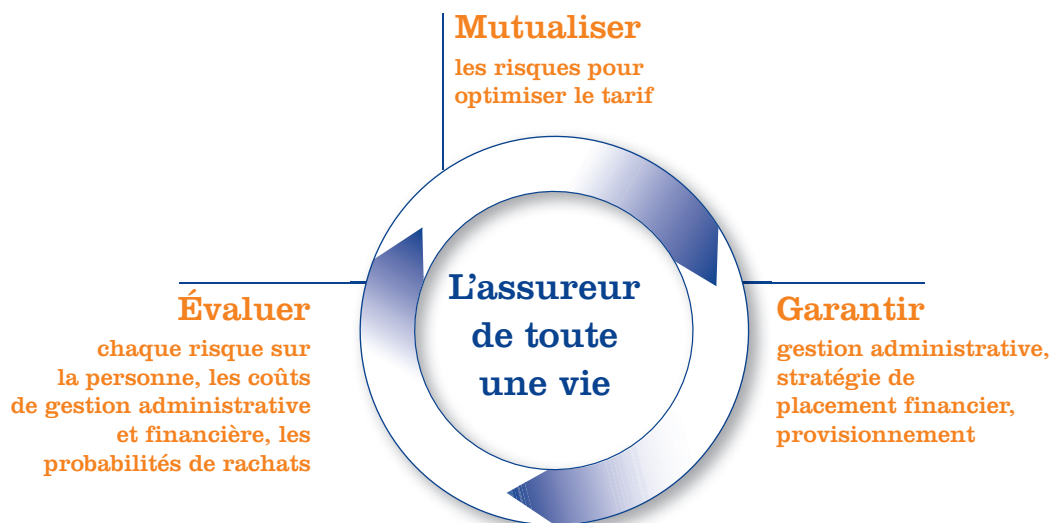 Mutualiser
les risques pour
optimiser le tarif
L'assureur
de toute
une vie
Évaluer
chaque risque sur
la personne, les coûts
de gestion administrative
et financière, les
probabilités de rachats
Garantir
gestion administrative,
stratégie de
placement financier,
provisionnement